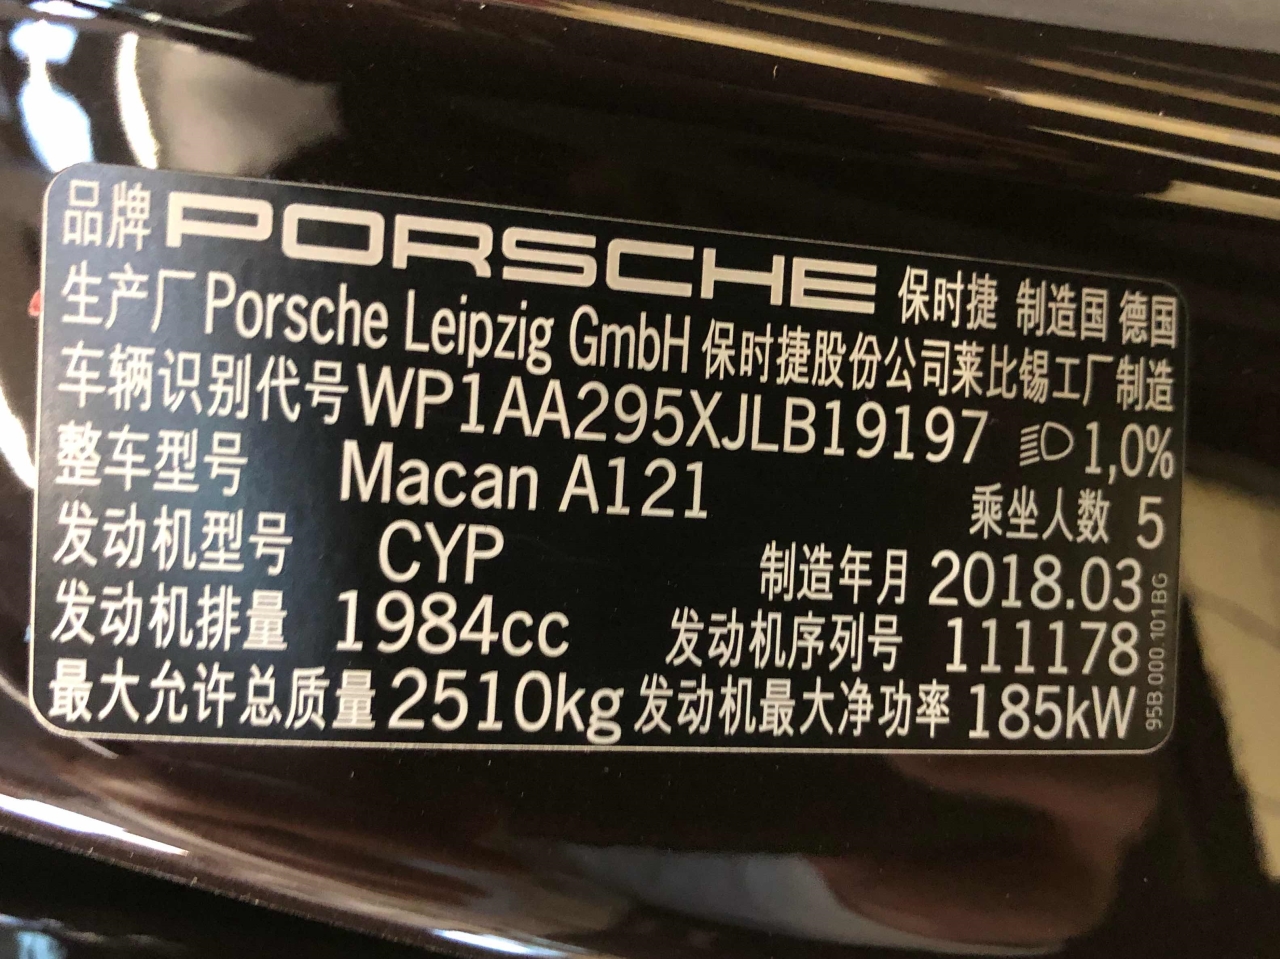 品牌 PORSCHE 保时捷 制造国 德国
生产厂 Porsche Leipzig GmbH 保时捷股份公司莱比锡工厂制造
车辆识别代号 WP1AA295XJLB19197 1,0%
整车型号 Macan A121 乘坐人数 5
发动机型号 CYP 制造年月 2018.03
发动机排量 1984cc 发动机序列号 111178
最大允许总质量 2510kg 发动机最大净功率 185kW
95B.000.101.BG